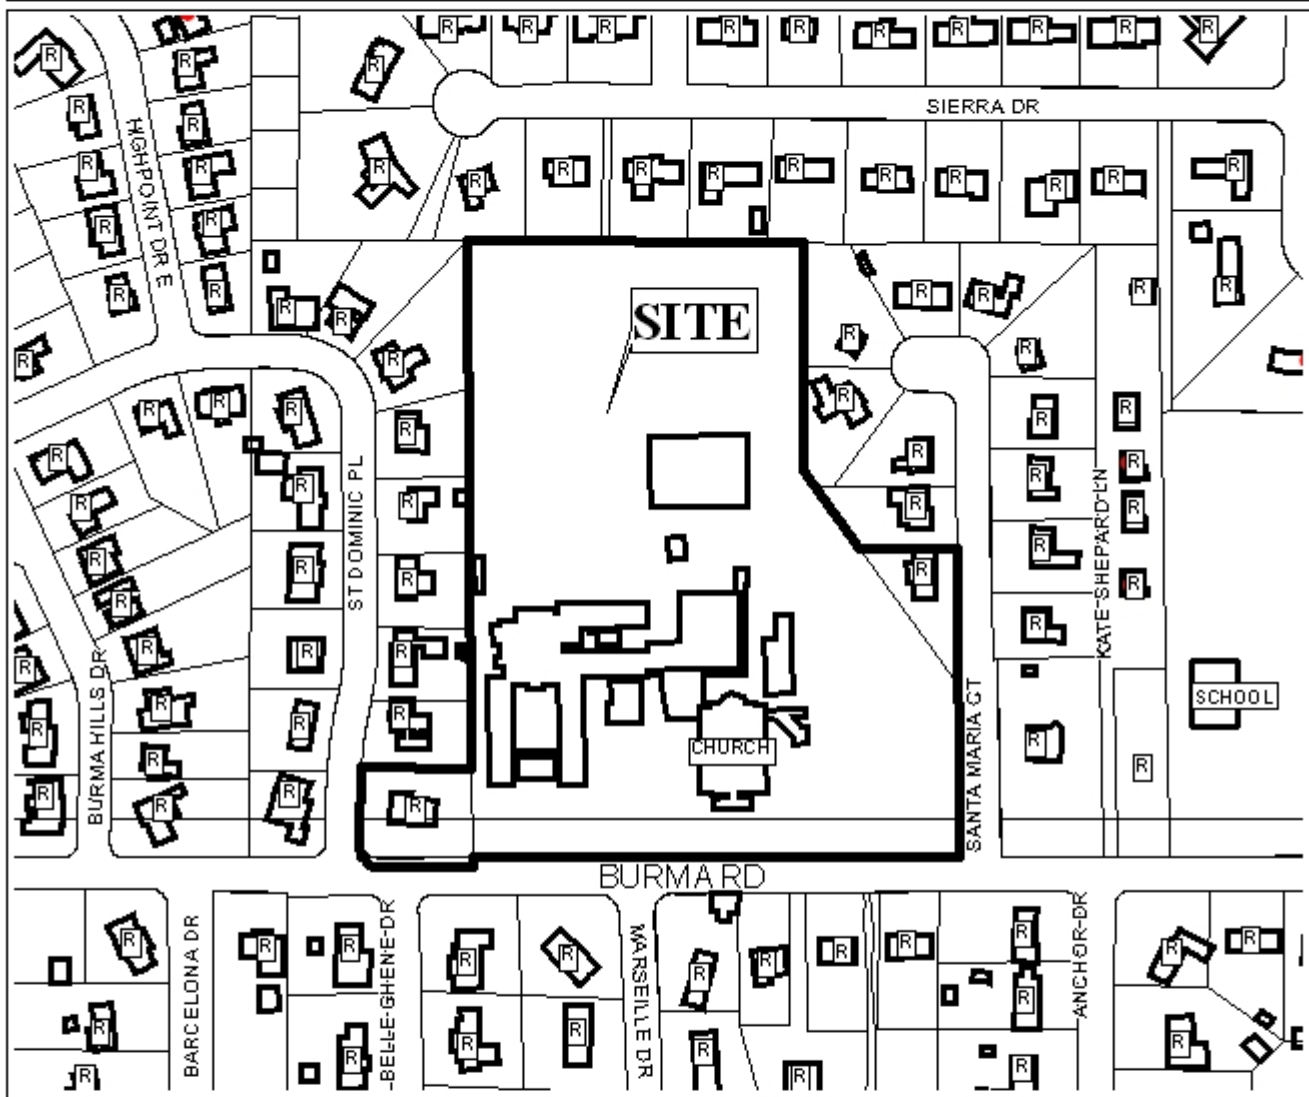 SIERRA DR
HIGHPOINT DR E
SITE
ST DOMINIC PL
KATE SHEPARD LN
BURMA HILLS DR
SANTA MARIA CT
SCHOOL
CHURCH
BURMA RD
BARCELONA DR
BELLE GHENE DR
MARSEILLE DR
ANCHOR DR
R